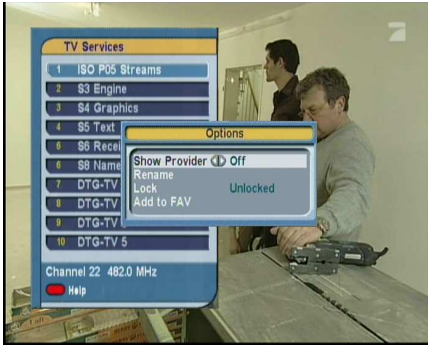 TV Services
1 ISO P05 Streams
2 S3 Engine
3 S4 Graphics
4 S5 Text
5 S6 Recei
6 S8 Name
7 DTG-TV
8 DTG-TV
9 DTG-TV
10 DTG-TV 5
Options
Show Provider Off
Rename
Lock Unlocked
Add to FAV
Channel 22 482.0 MHz
Help